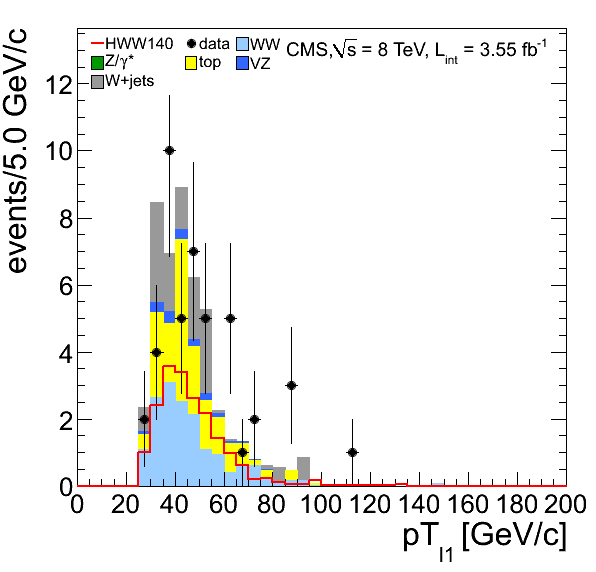 HWW140 data WW
Z/γ* top VZ
W+jets
CMS,√s = 8 TeV, L_int = 3.55 fb⁻¹
events/5.0 GeV/c
12
10
8
6
4
2
0
0 20 40 60 80 100 120 140 160 180 200
pT_l1 [GeV/c]